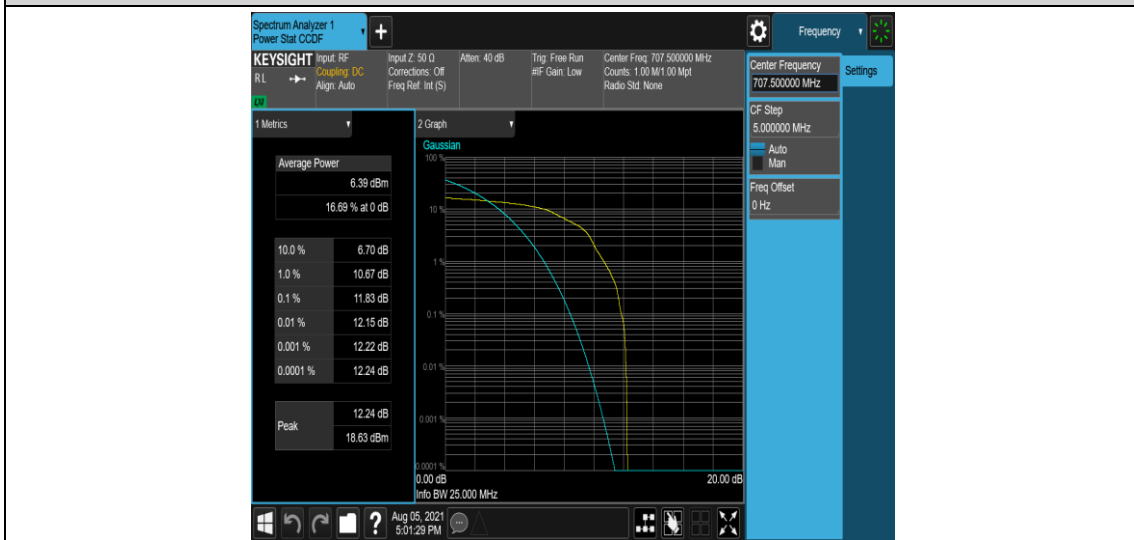 Spectrum Analyzer 1
Power Stat CCDF
+
Frequency
KEYSIGHT
RL
LXI
Input: RF
Coupling: DC
Align: Auto
Input Z: 50 Ω
Corrections: Off
Freq Ref: Int (S)
Atten: 40 dB
Trig: Free Run
#IF Gain: Low
Center Freq: 707.500000 MHz
Counts: 1.00 M/1.00 Mpt
Radio Std: None
Center Frequency
707.500000 MHz
Settings
CF Step
5.000000 MHz
Auto
Man
Freq Offset
0 Hz
1 Metrics
Average Power
6.39 dBm
16.69 % at 0 dB
10.0 % 6.70 dB
1.0 % 10.67 dB
0.1 % 11.83 dB
0.01 % 12.15 dB
0.001 % 12.22 dB
0.0001 % 12.24 dB
Peak
12.24 dB
18.63 dBm
2 Graph
Gaussian
100 %
10 %
1 %
0.1 %
0.01 %
0.001 %
0.0001 %
0.00 dB 20.00 dB
Info BW 25.000 MHz
?
Aug 05, 2021
5:01:29 PM